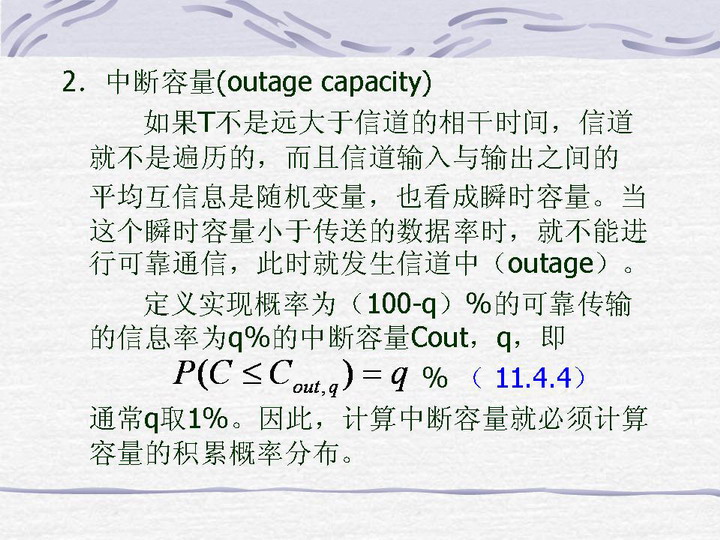 2．中断容量(outage capacity)
如果T不是远大于信道的相干时间，信道
就不是遍历的，而且信道输入与输出之间的
平均互信息是随机变量，也看成瞬时容量。当
这个瞬时容量小于传送的数据率时，就不能进
行可靠通信，此时就发生信道中（outage）。
定义实现概率为（100-q）%的可靠传输
的信息率为q%的中断容量Cout，q，即
P(C ≤ C_{out,q}) = q % （ 11.4.4）
通常q取1%。因此，计算中断容量就必须计算
容量的积累概率分布。